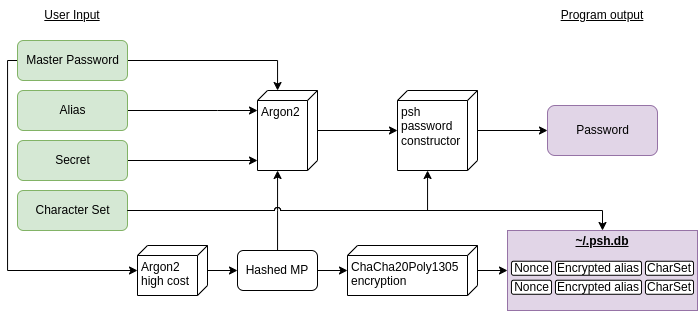 User Input
Program output
Master Password
Alias
Secret
Character Set
Argon2
psh
password
constructor
Password
Argon2
high cost
Hashed MP
ChaCha20Poly1305
encryption
~/.psh.db
Nonce Encrypted alias CharSet
Nonce Encrypted alias CharSet